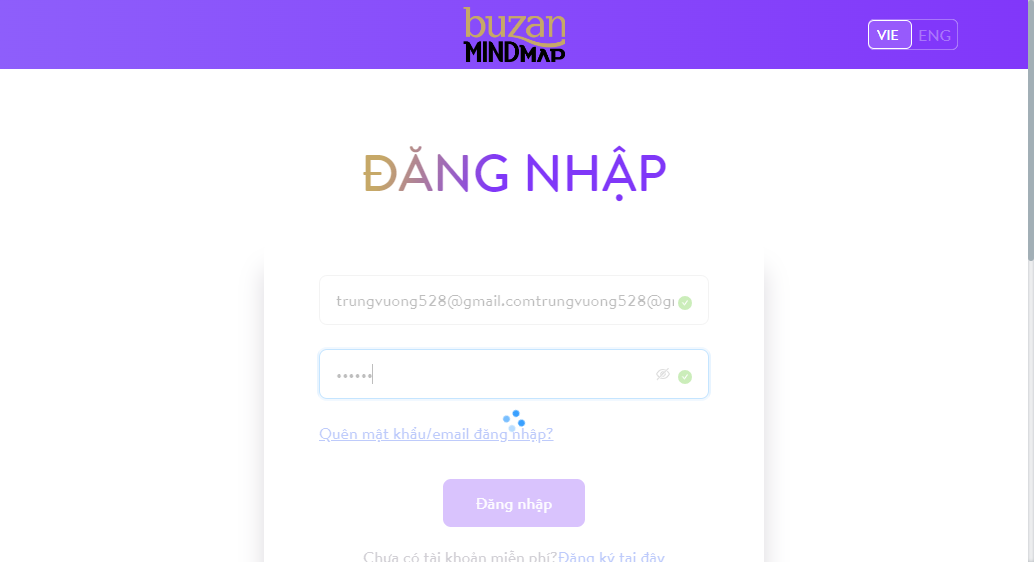 buzan
MINDMAP
VIE ENG
ĐĂNG NHẬP
trungvuong528@gmail.comtrungvuong528@g
••••••
Quên mật khẩu/email đăng nhập?
Đăng nhập
Chưa có tài khoản miễn phí?Đăng ký tại đây